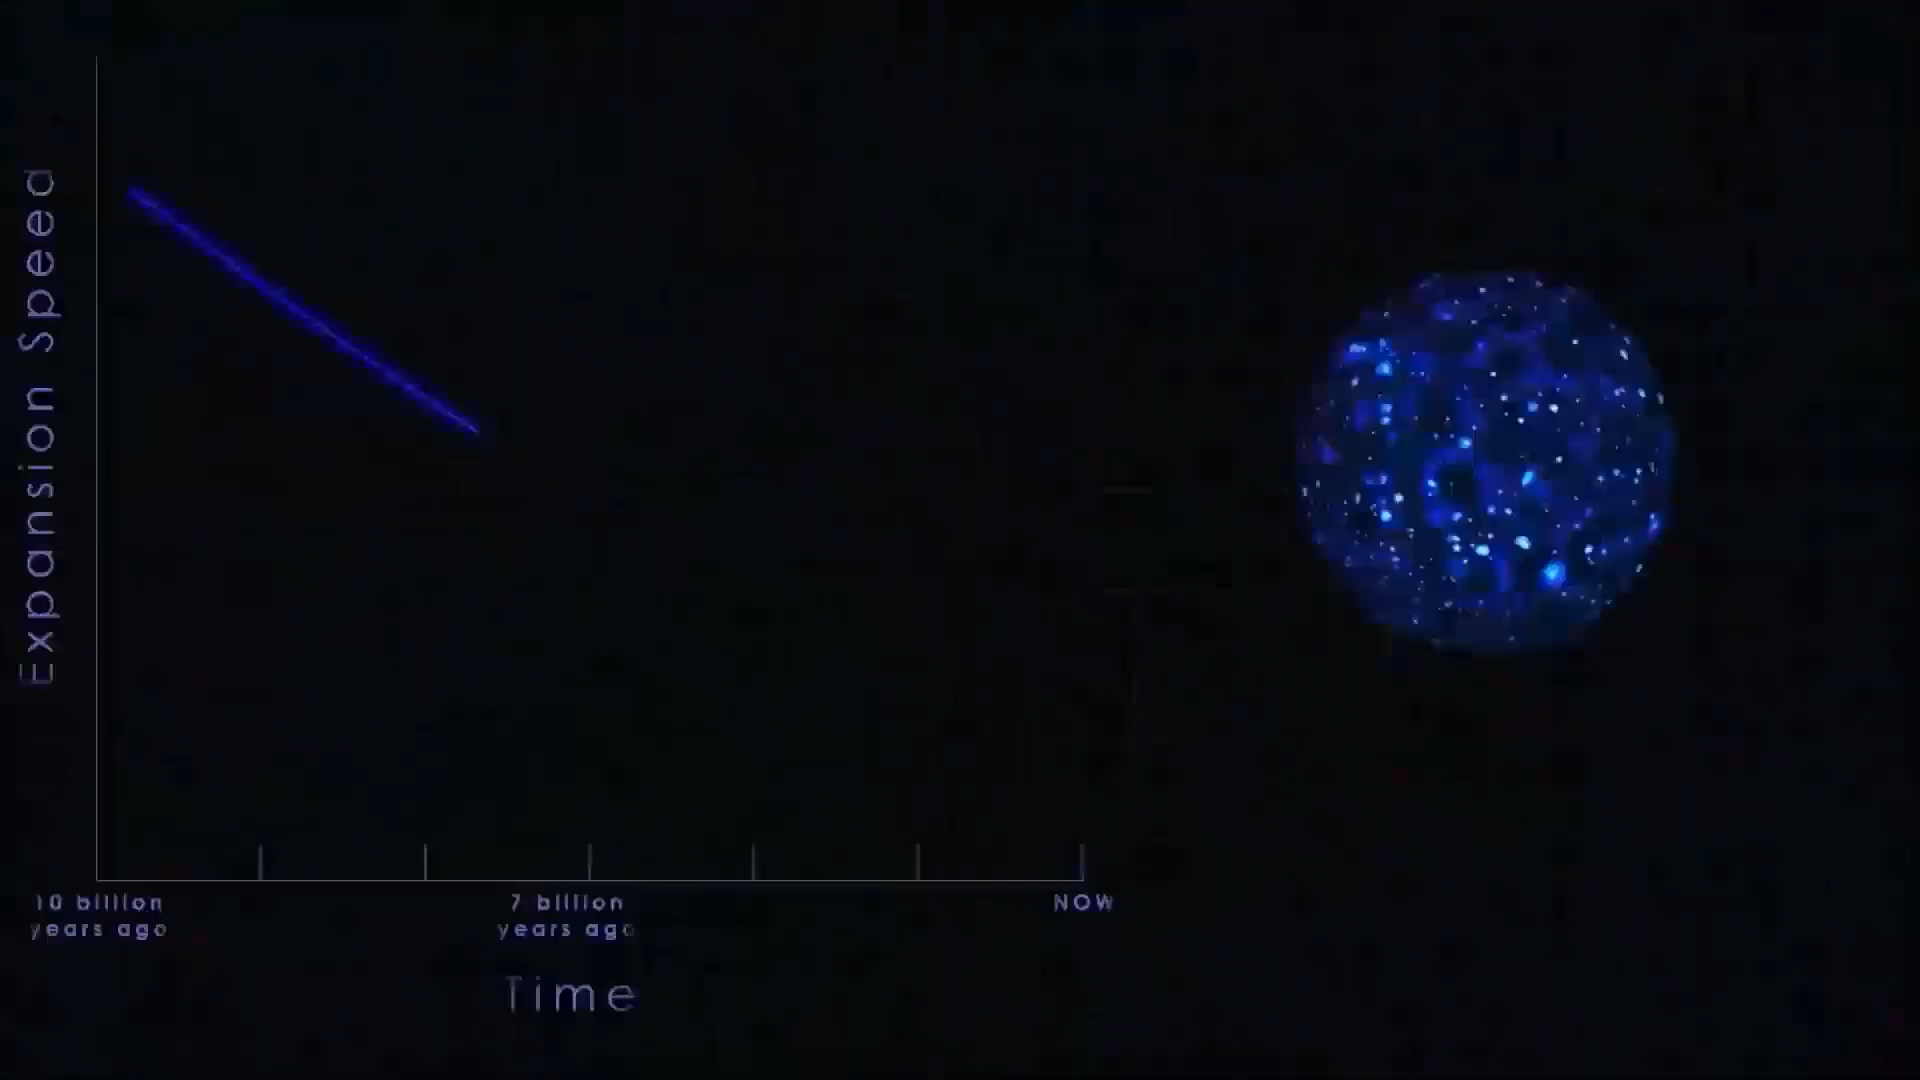 Expansion Speed
10 billion
years ago
7 billion
years ago
NOW
Time